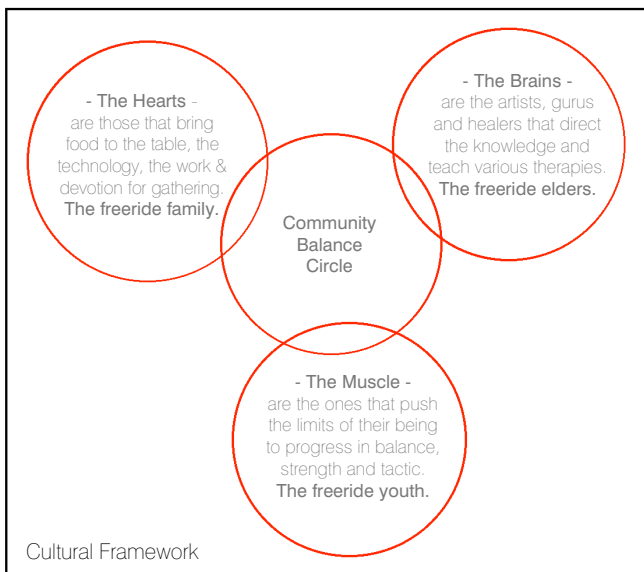 - The Hearts -
are those that bring
food to the table, the
technology, the work &
devotion for gathering.
The freeride family.
- The Brains -
are the artists, gurus
and healers that direct
the knowledge and
teach various therapies.
The freeride elders.
Community
Balance
Circle
- The Muscle -
are the ones that push
the limits of their being
to progress in balance,
strength and tactic.
The freeride youth.
Cultural Framework